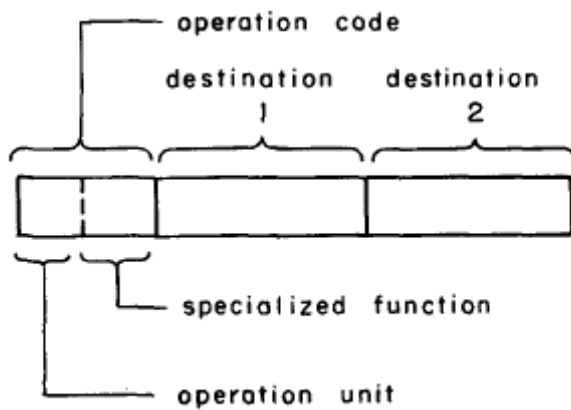 operation code
destination destination
1 2
specialized function
operation unit